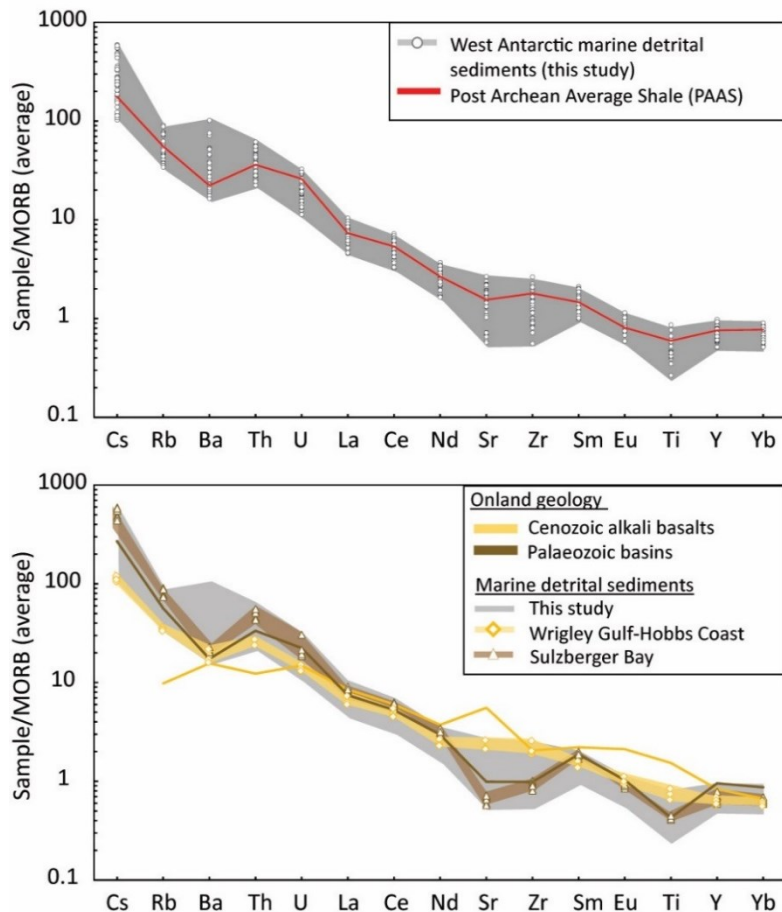 West Antarctic marine detrital
sediments (this study)
Post Archean Average Shale (PAAS)
Sample/MORB (average)
1000
100
10
1
0.1
Cs Rb Ba Th U La Ce Nd Sr Zr Sm Eu Ti Y Yb
Onland geology
Cenozoic alkali basalts
Palaeozoic basins
Marine detrital sediments
This study
Wrigley Gulf-Hobbs Coast
Sulzberger Bay
Sample/MORB (average)
1000
100
10
1
0.1
Cs Rb Ba Th U La Ce Nd Sr Zr Sm Eu Ti Y Yb